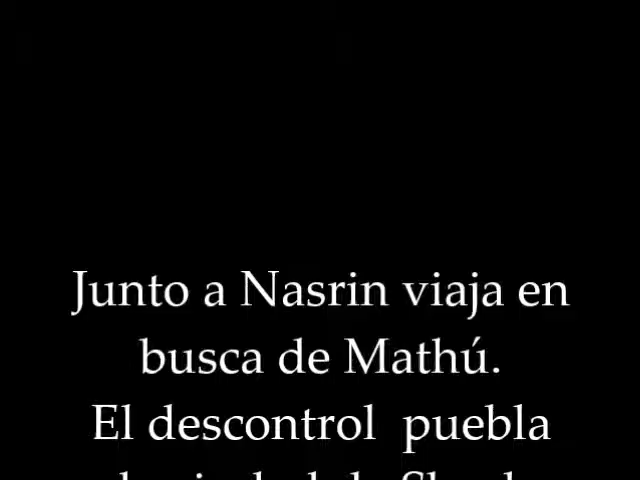 Junto a Nasrin viaja en
busca de Mathú.
El descontrol  puebla